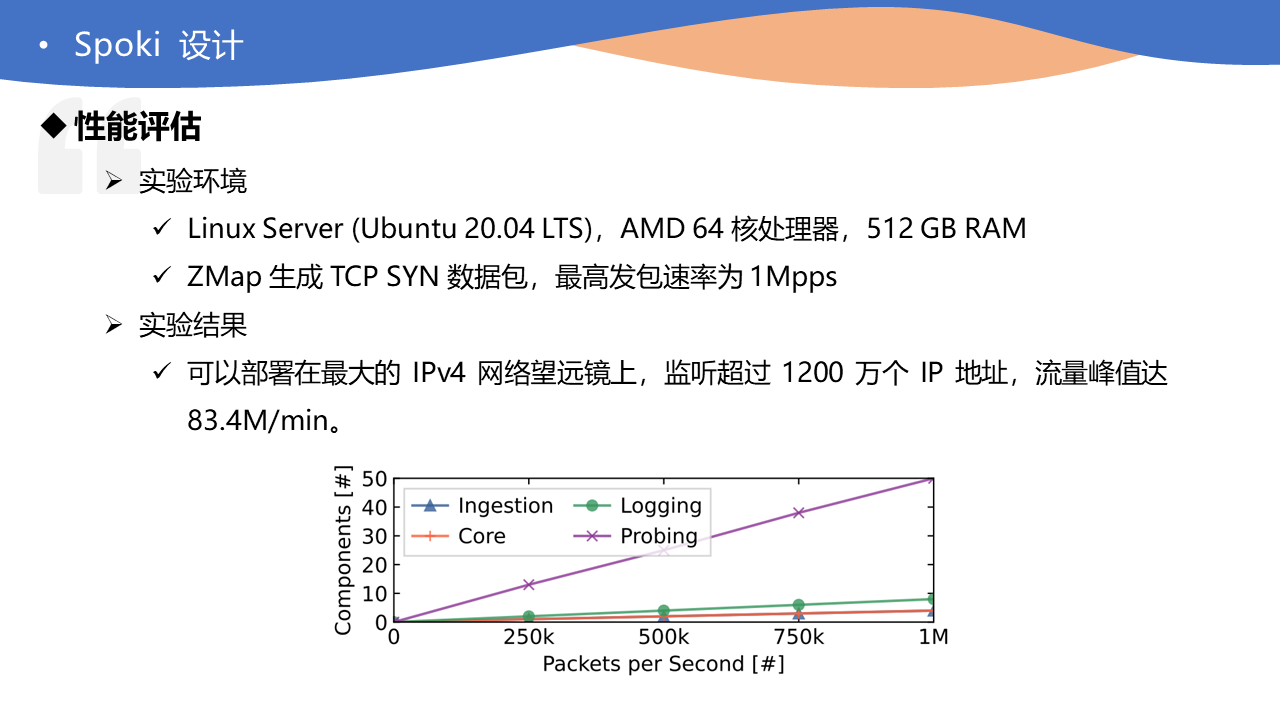 • Spoki 设计
◆性能评估
➢ 实验环境
✓ Linux Server (Ubuntu 20.04 LTS)，AMD 64 核处理器，512 GB RAM
✓ ZMap 生成 TCP SYN 数据包，最高发包速率为 1Mpps
➢ 实验结果
✓ 可以部署在最大的 IPv4 网络望远镜上，监听超过 1200 万个 IP 地址，流量峰值达
83.4M/min。
Components [#]
50
40
30
20
10
0
Ingestion Logging
Core Probing
0 250k 500k 750k 1M
Packets per Second [#]